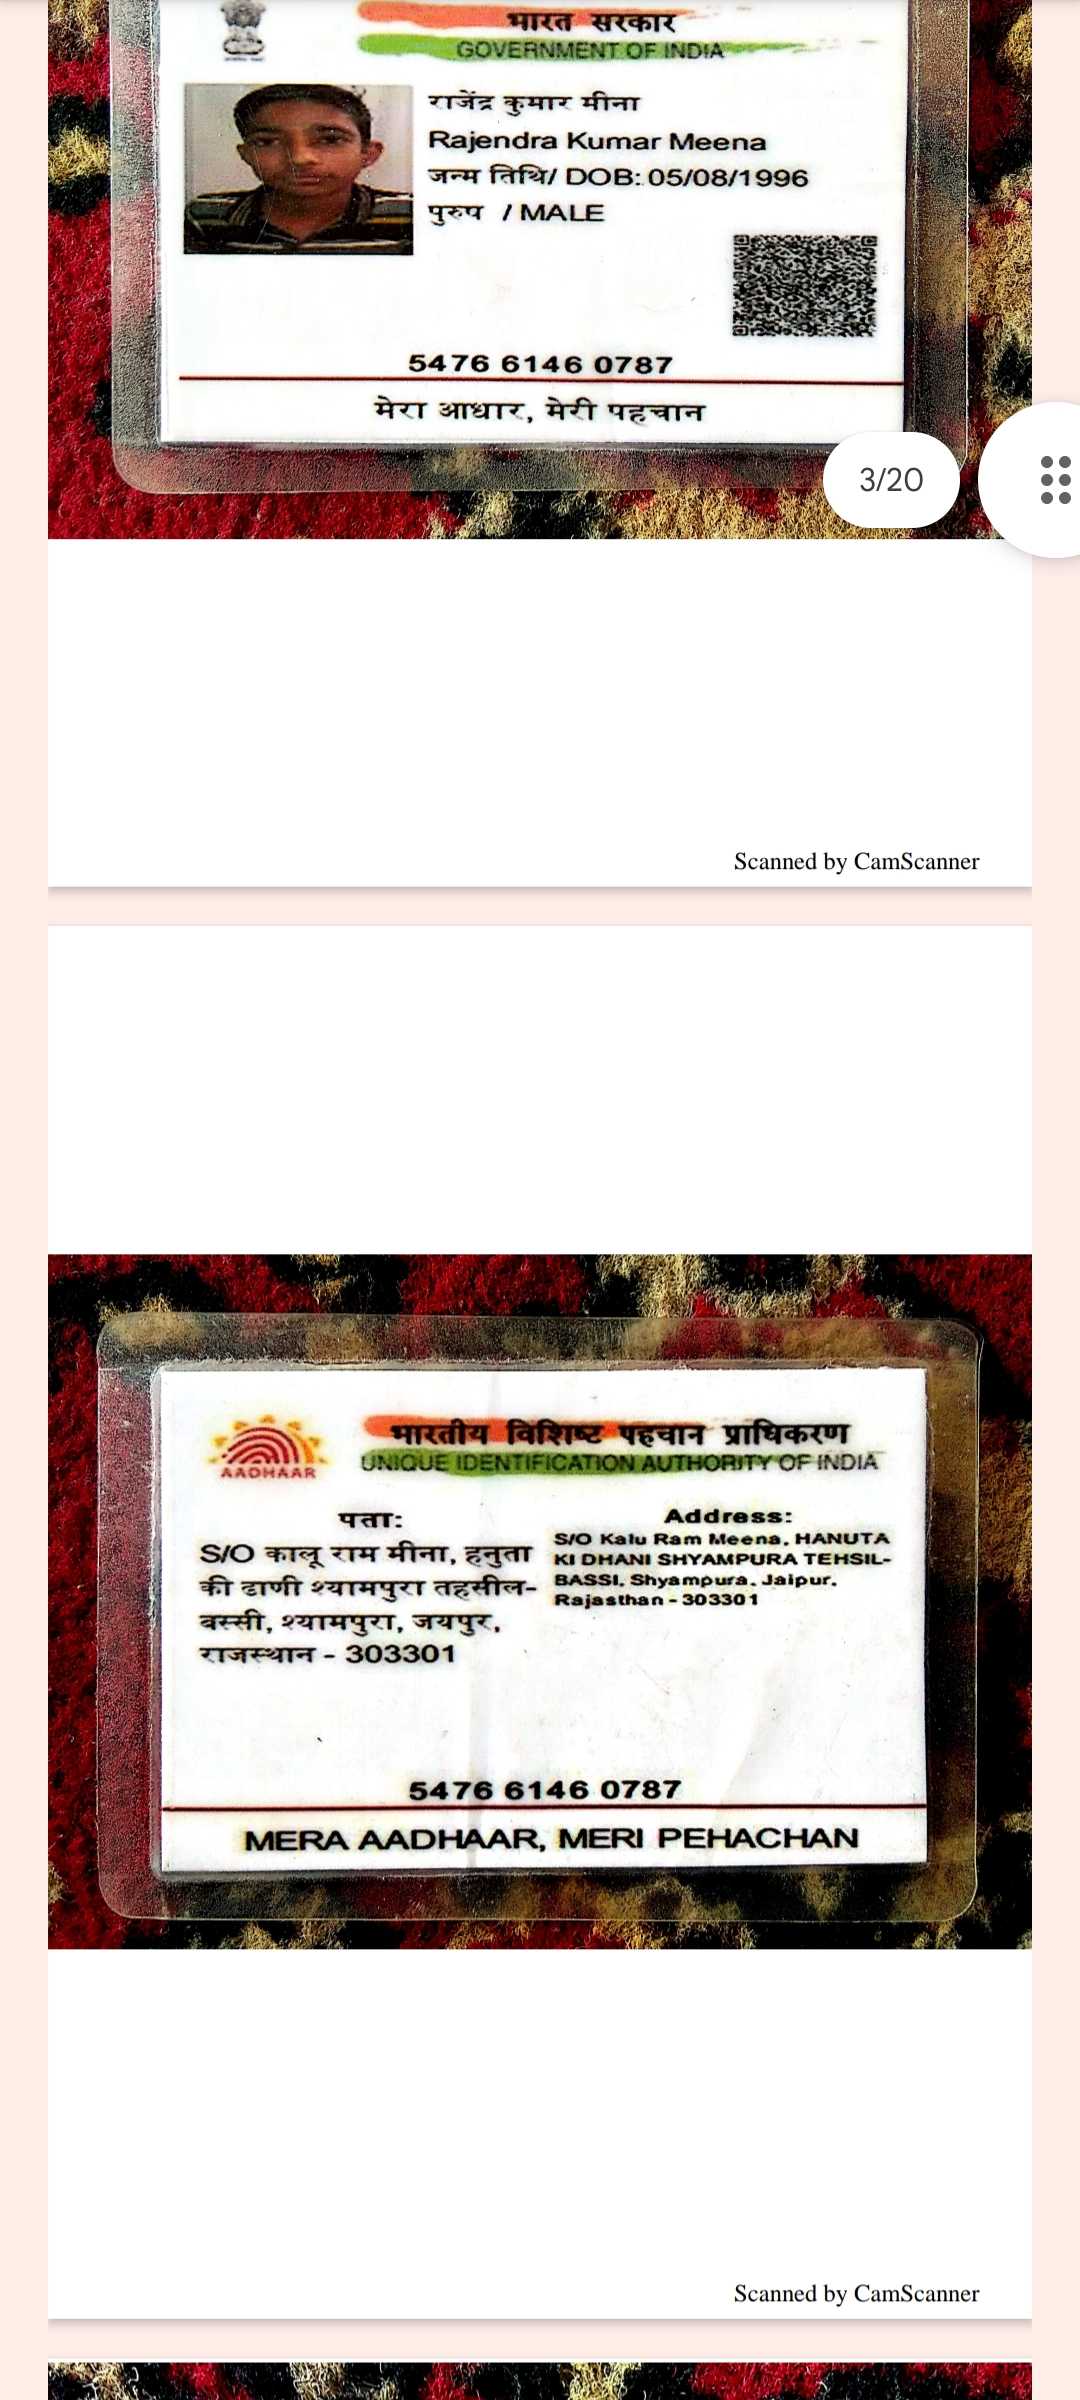 भारत सरकार
GOVERNMENT OF INDIA
राजेंद्र कुमार मीना
Rajendra Kumar Meena
जन्म तिथि/ DOB: 05/08/1996
पुरुष / MALE
5476 6146 0787
मेरा आधार, मेरी पहचान
3/20
Scanned by CamScanner
भारतीय विशिष्ट पहचान प्राधिकरण
UNIQUE IDENTIFICATION AUTHORITY OF INDIA
AADHAAR
पता:
S/O कालू राम मीना, हनुता
की ढाणी श्यामपुरा तहसील-
बस्सी, श्यामपुरा, जयपुर,
राजस्थान - 303301
Address:
S/O Kalu Ram Meena, HANUTA
KI DHANI SHYAMPURA TEHSIL-
BASSI, Shyampura, Jaipur,
Rajasthan - 303301
5476 6146 0787
MERA AADHAAR, MERI PEHACHAN
Scanned by CamScanner